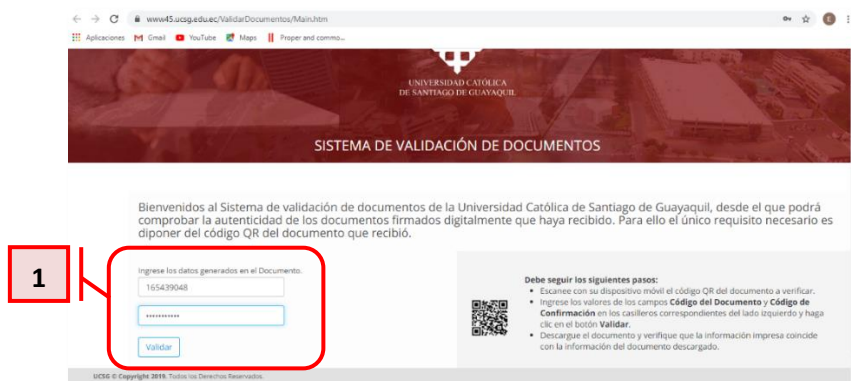 www45.ucsg.edu.ec/ValidarDocumentos/Main.htm
Aplicaciones Gmail YouTube Maps Proper and commo...
UNIVERSIDAD CATÓLICA
DE SANTIAGO DE GUAYAQUIL
SISTEMA DE VALIDACIÓN DE DOCUMENTOS
Bienvenidos al Sistema de validación de documentos de la Universidad Católica de Santiago de Guayaquil, desde el que podrá
comprobar la autenticidad de los documentos firmados digitalmente que haya recibido. Para ello el único requisito necesario es
diponer del código QR del documento que recibió.
1
Ingrese los datos generados en el Documento.
165439048
•••••••••••
Validar
Debe seguir los siguientes pasos:
• Escanee con su dispositivo móvil el código QR del documento a verificar.
• Ingrese los valores de los campos Código del Documento y Código de
Confirmación en los casilleros correspondientes del lado izquierdo y haga
clic en el botón Validar.
• Descargue el documento y verifique que la información impresa coincide
con la información del documento descargado.
UCSG © Copyright 2019. Todos los Derechos Reservados.